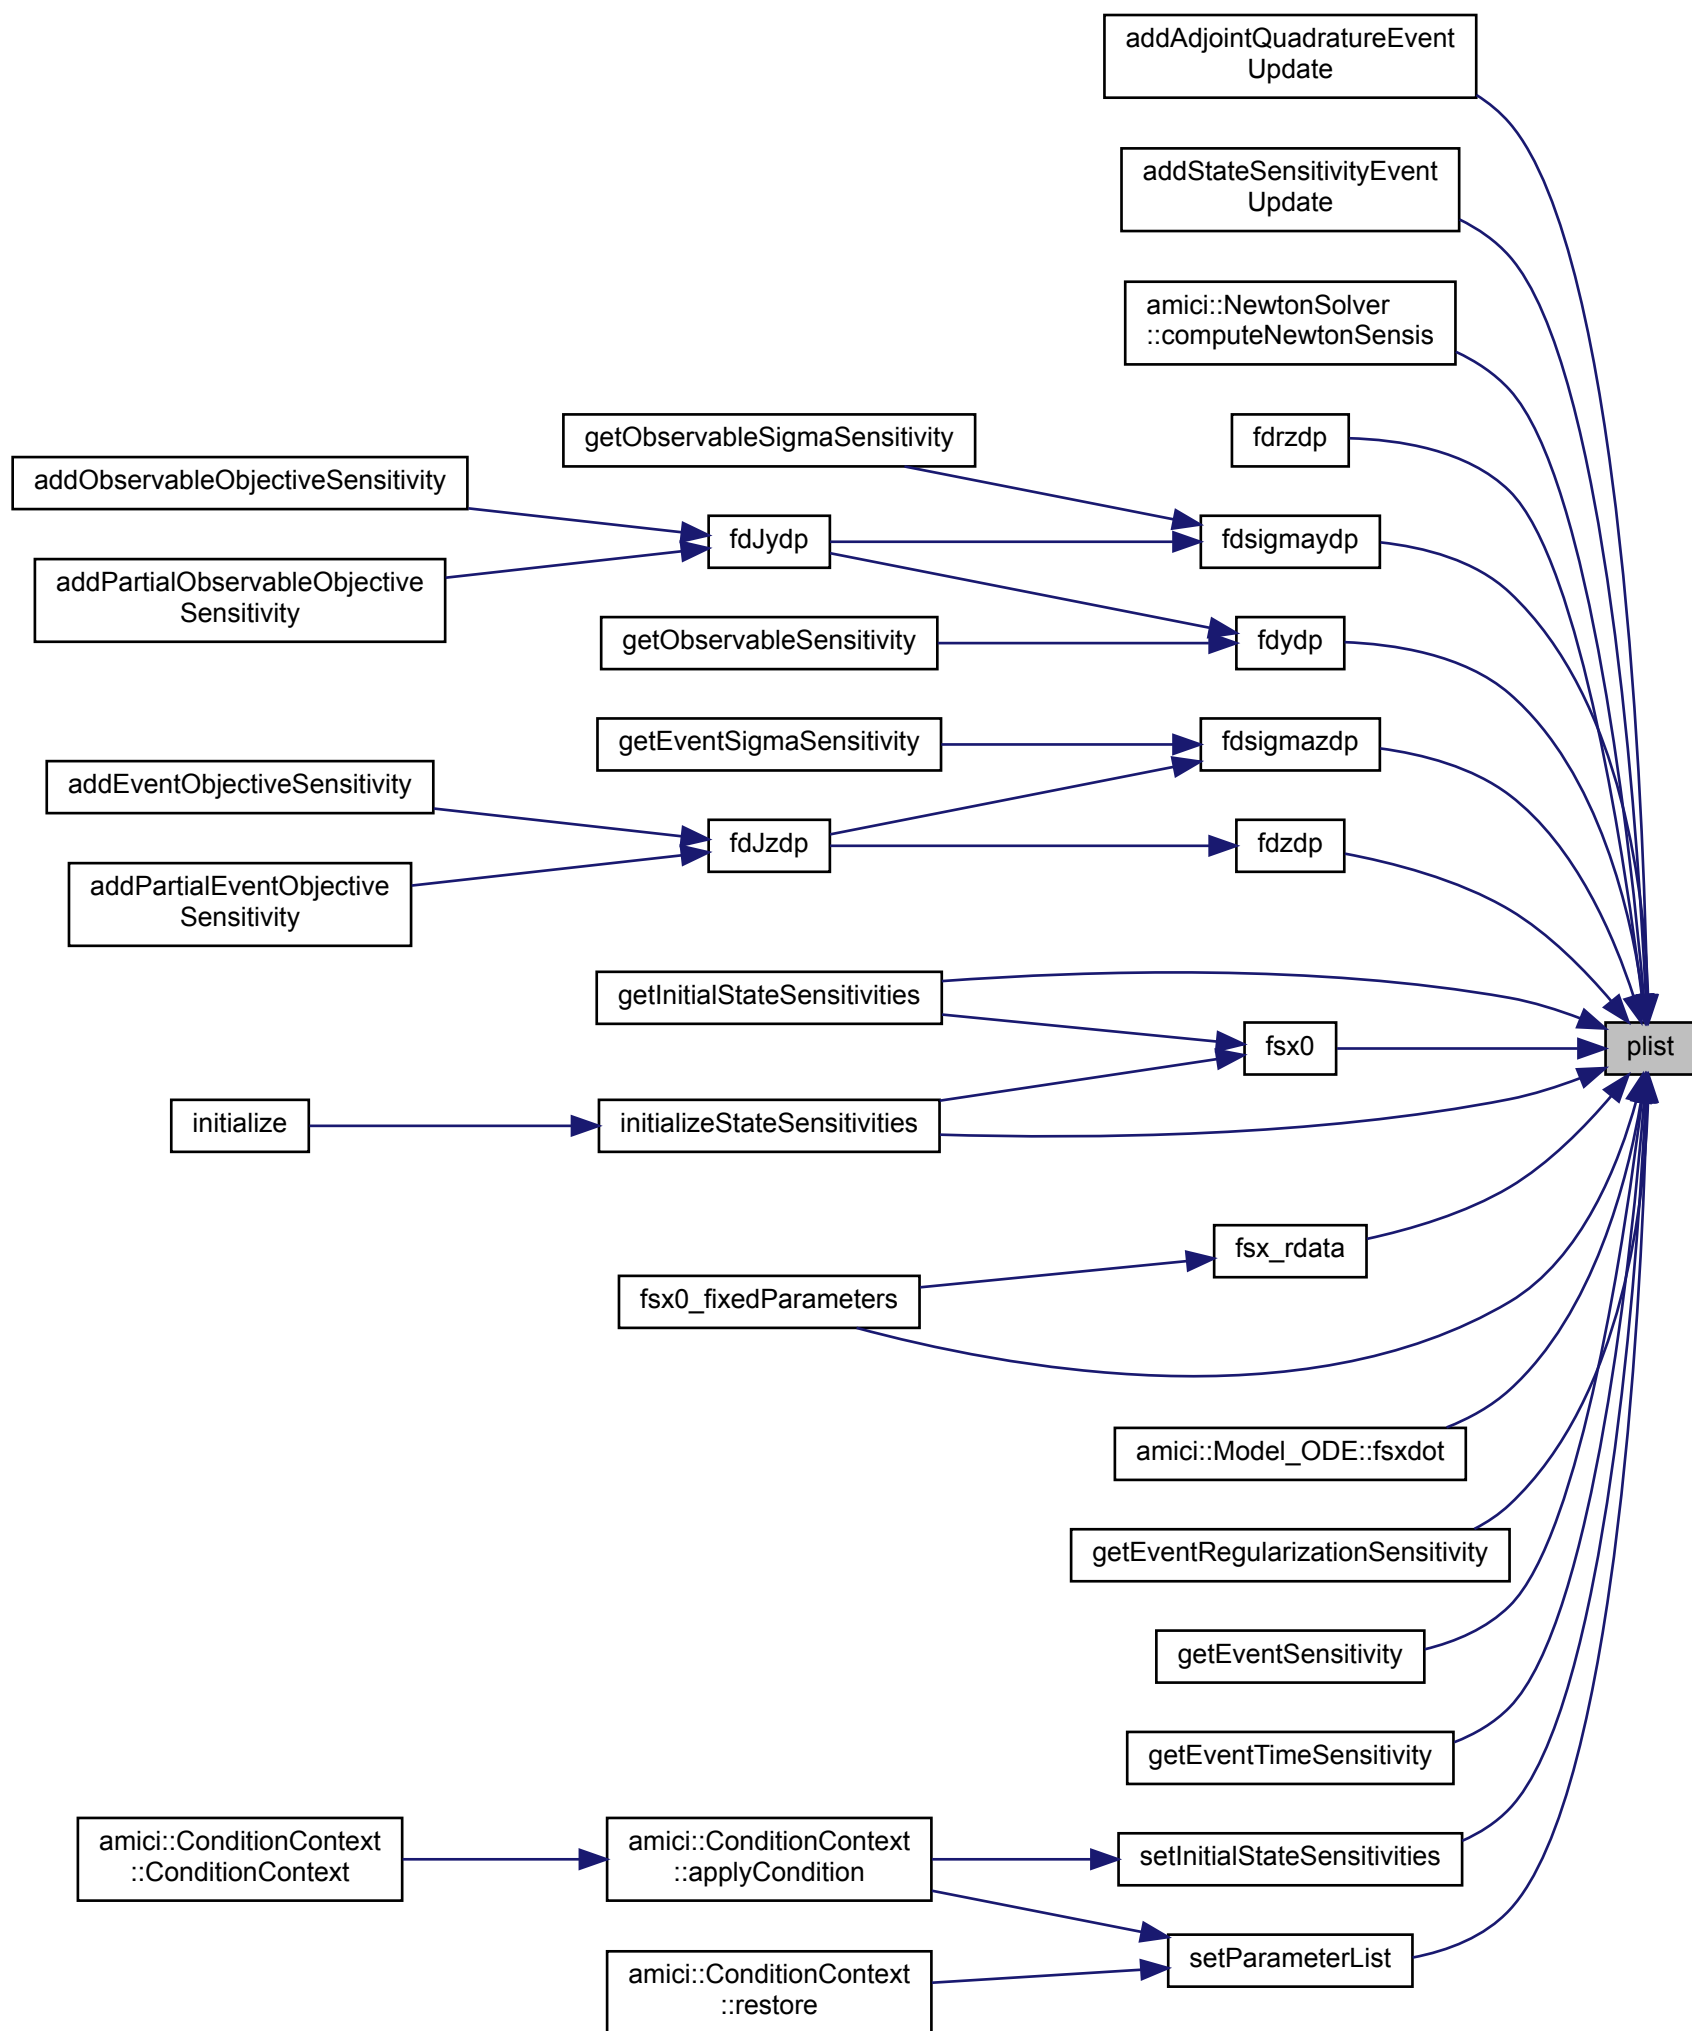 addAdjointQuadratureEvent
Update
addStateSensitivityEvent
Update
amici::NewtonSolver
::computeNewtonSensis
fdrzdp
getObservableSigmaSensitivity
addObservableObjectiveSensitivity
fdJydp
fdsigmaydp
addPartialObservableObjective
Sensitivity
getObservableSensitivity
fdydp
getEventSigmaSensitivity
fdsigmazdp
addEventObjectiveSensitivity
fdJzdp
fdzdp
addPartialEventObjective
Sensitivity
getInitialStateSensitivities
fsx0
plist
initialize
initializeStateSensitivities
fsx_rdata
fsx0_fixedParameters
amici::Model_ODE::fsxdot
getEventRegularizationSensitivity
getEventSensitivity
getEventTimeSensitivity
amici::ConditionContext
::ConditionContext
amici::ConditionContext
::applyCondition
setInitialStateSensitivities
setParameterList
amici::ConditionContext
::restore